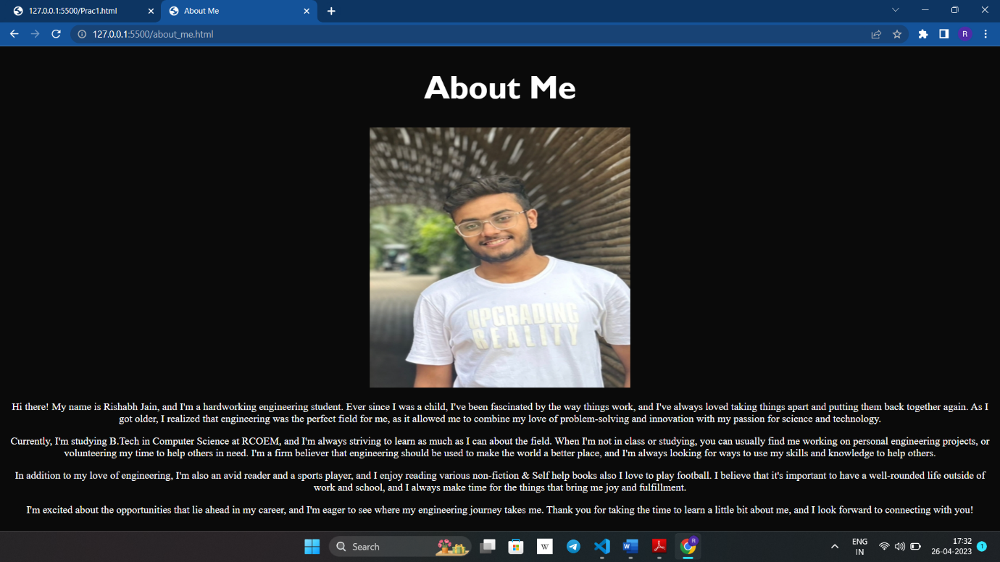 127.0.0.1:5500/Prac1.html
About Me
127.0.0.1:5500/about_me.html
R
About Me
UPGRADING
REALITY
Hi there! My name is Rishabh Jain, and I'm a hardworking engineering student. Ever since I was a child, I've been fascinated by the way things work, and I've always loved taking things apart and putting them back together again. As I
got older, I realized that engineering was the perfect field for me, as it allowed me to combine my love of problem-solving and innovation with my passion for science and technology.
Currently, I'm studying B.Tech in Computer Science at RCOEM, and I'm always striving to learn as much as I can about the field. When I'm not in class or studying, you can usually find me working on personal engineering projects, or
volunteering my time to help others in need. I'm a firm believer that engineering should be used to make the world a better place, and I'm always looking for ways to use my skills and knowledge to help others.
In addition to my love of engineering, I'm also an avid reader and a sports player, and I enjoy reading various non-fiction & Self help books also I love to play football. I believe that it's important to have a well-rounded life outside of
work and school, and I always make time for the things that bring me joy and fulfillment.
I'm excited about the opportunities that lie ahead in my career, and I'm eager to see where my engineering journey takes me. Thank you for taking the time to learn a little bit about me, and I look forward to connecting with you!
Search
W
W
R
ENG
IN
17:32
26-04-2023
1